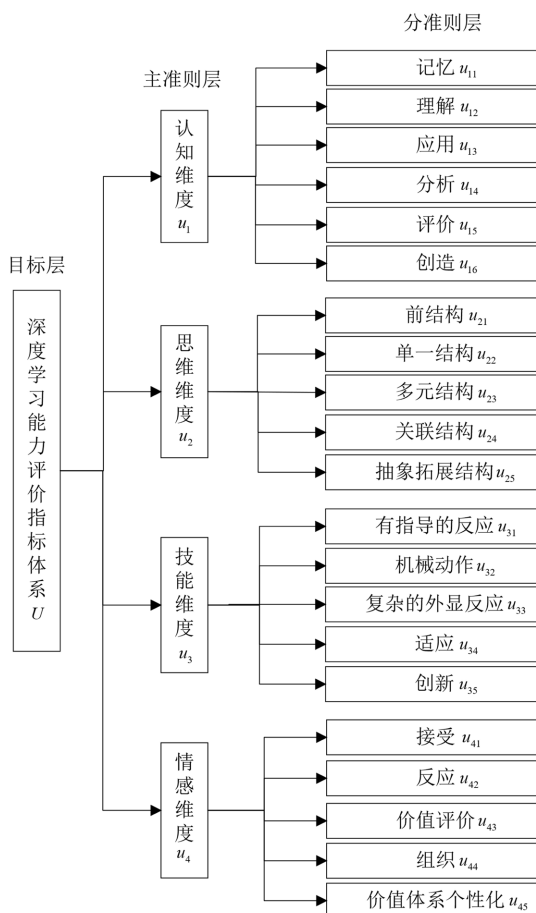 分准则层
主准则层
目标层
深度学习能力评价指标体系 U
认知维度 u₁
记忆 u₁₁
理解 u₁₂
应用 u₁₃
分析 u₁₄
评价 u₁₅
创造 u₁₆
思维维度 u₂
前结构 u₂₁
单一结构 u₂₂
多元结构 u₂₃
关联结构 u₂₄
抽象拓展结构 u₂₅
技能维度 u₃
有指导的反应 u₃₁
机械动作 u₃₂
复杂的外显反应 u₃₃
适应 u₃₄
创新 u₃₅
情感维度 u₄
接受 u₄₁
反应 u₄₂
价值评价 u₄₃
组织 u₄₄
价值体系个性化 u₄₅